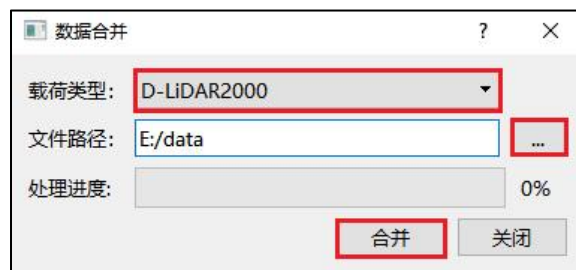 数据合并 ?
载荷类型： D-LiDAR2000
文件路径： E:/data ...
处理进度: 0%
合并 关闭